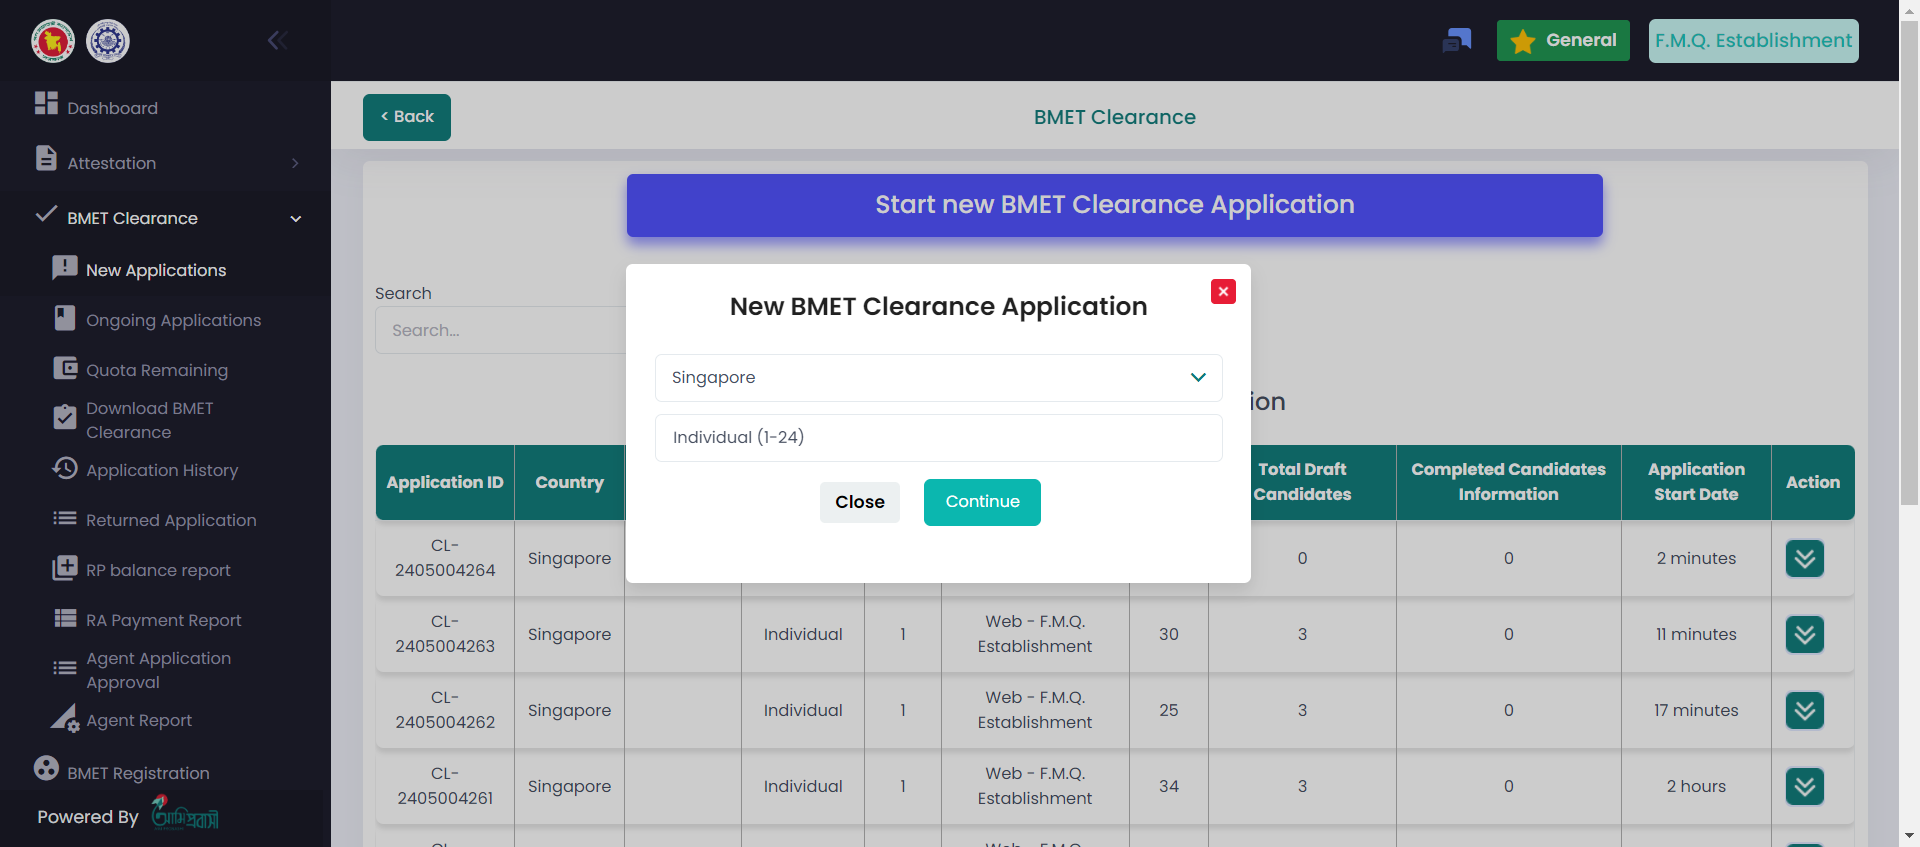 General
F.M.Q. Establishment
Dashboard
Attestation
BMET Clearance
New Applications
Ongoing Applications
Quota Remaining
Download BMET
Clearance
Application History
Returned Application
RP balance report
RA Payment Report
Agent Application
Approval
Agent Report
BMET Registration
Powered By আমি প্রবাসী
< Back
BMET Clearance
Start new BMET Clearance Application
Search
Search...
New BMET Clearance Application
Singapore
Individual (1-24)
Close
Continue
ion
Application ID
Country
Total Draft
Candidates
Completed Candidates
Information
Application
Start Date
Action
CL-
2405004264
Singapore
0
0
2 minutes
CL-
2405004263
Singapore
Individual
1
Web - F.M.Q.
Establishment
30
3
0
11 minutes
CL-
2405004262
Singapore
Individual
1
Web - F.M.Q.
Establishment
25
3
0
17 minutes
CL-
2405004261
Singapore
Individual
1
Web - F.M.Q.
Establishment
34
3
0
2 hours